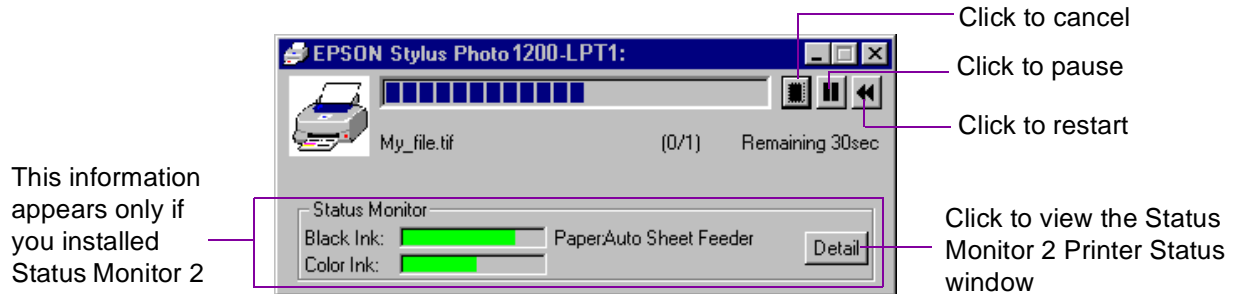 Click to cancel
EPSON Stylus Photo 1200-LPT1:
Click to pause
Click to restart
My_file.tif (0/1) Remaining 30sec
This information
appears only if
you installed
Status Monitor 2
Status Monitor
Black Ink: Paper:Auto Sheet Feeder
Color Ink:
Detail
Click to view the Status
Monitor 2 Printer Status
window